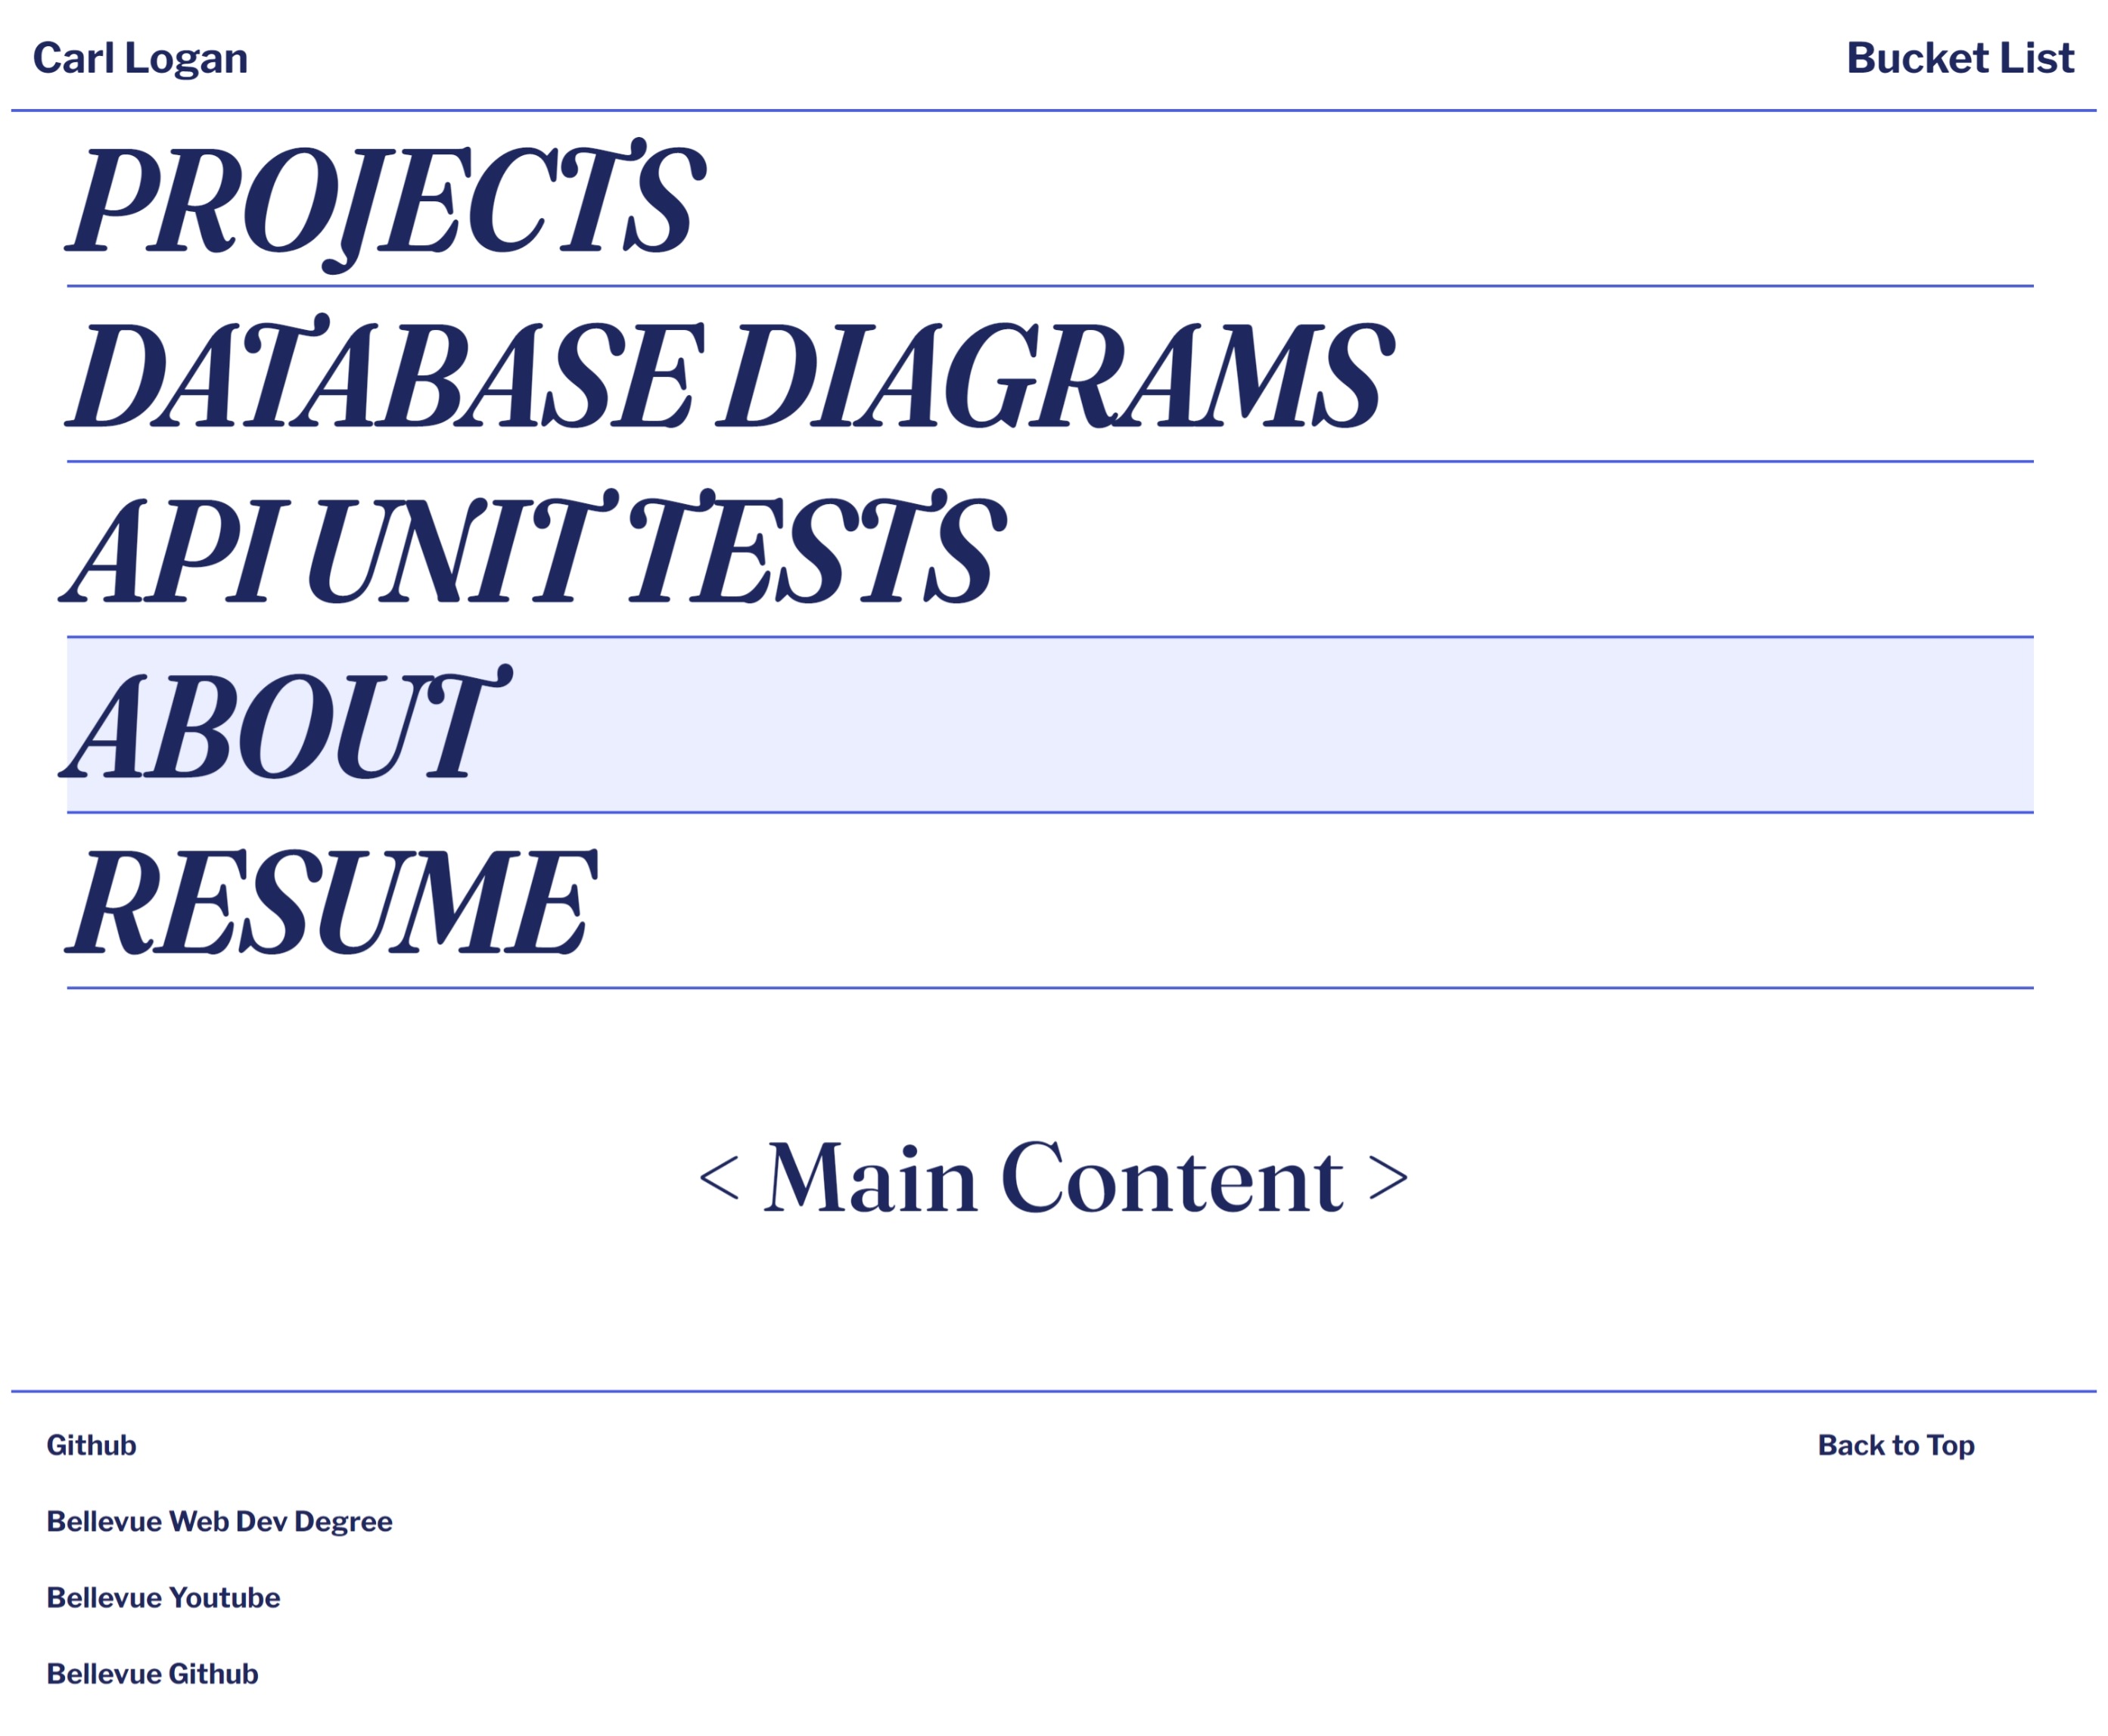 Carl Logan
Bucket List
PROJECTS
DATABASE DIAGRAMS
API UNIT TESTS
ABOUT
RESUME
< Main Content >
Github
Back to Top
Bellevue Web Dev Degree
Bellevue Youtube
Bellevue Github